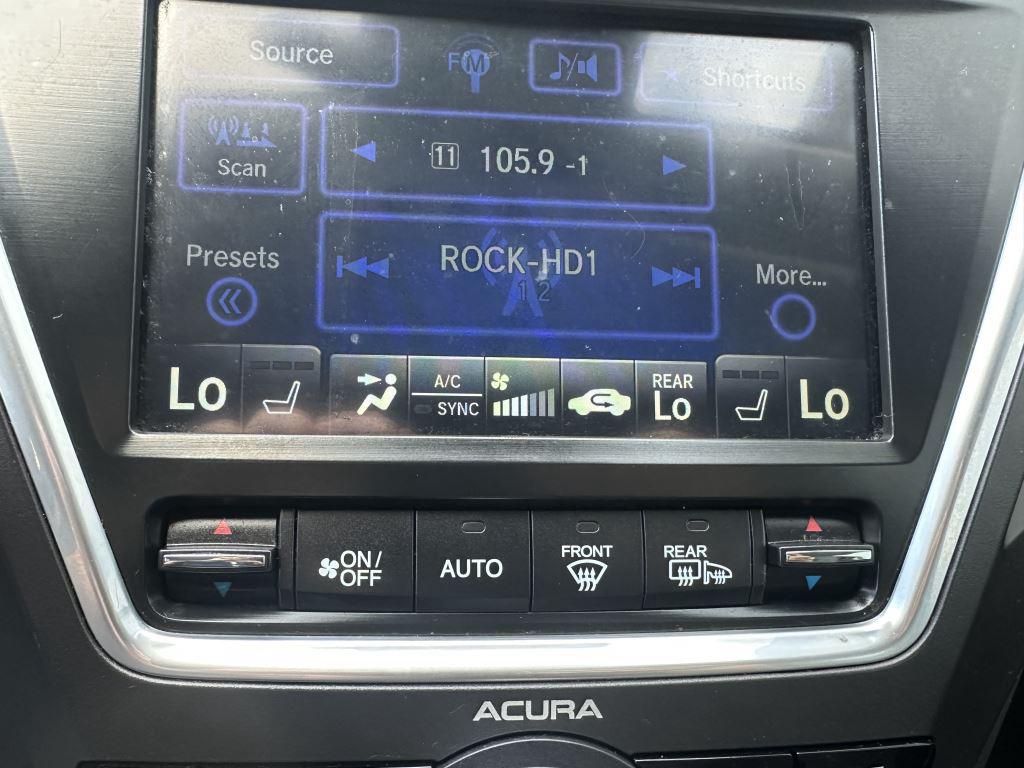 Source
FM
Shortcuts
Scan
11 105.9 -1
Presets
ROCK-HD1
1 2
More...
Lo
A/C
SYNC
REAR
Lo
Lo
ON/
OFF
AUTO
FRONT
REAR
ACURA